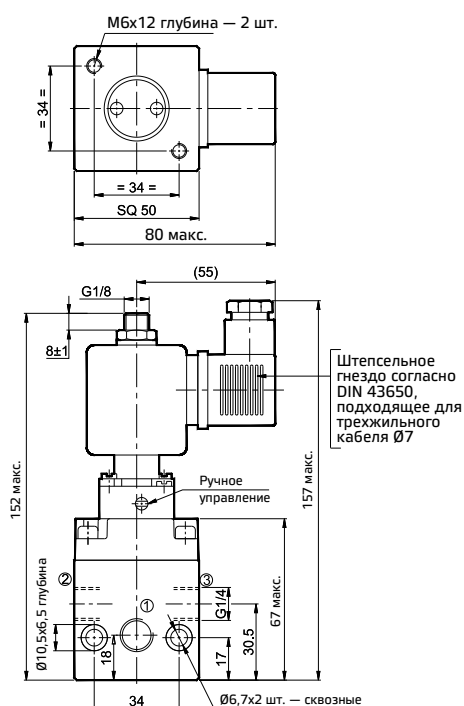 М6х12 глубина — 2 шт.
= 34 =
= 34 =
SQ 50
80 макс.
(55)
G1/8
8±1
Штепсельное
гнездо согласно
DIN 43650,
подходящее для
трехжильного
кабеля Ø7
152 макс.
157 макс.
Ручное
управление
67 макс.
②
③
①
G1/4
Ø10,5x6,5 глубина
18
17
30.5
34
Ø6,7x2 шт. — сквозные